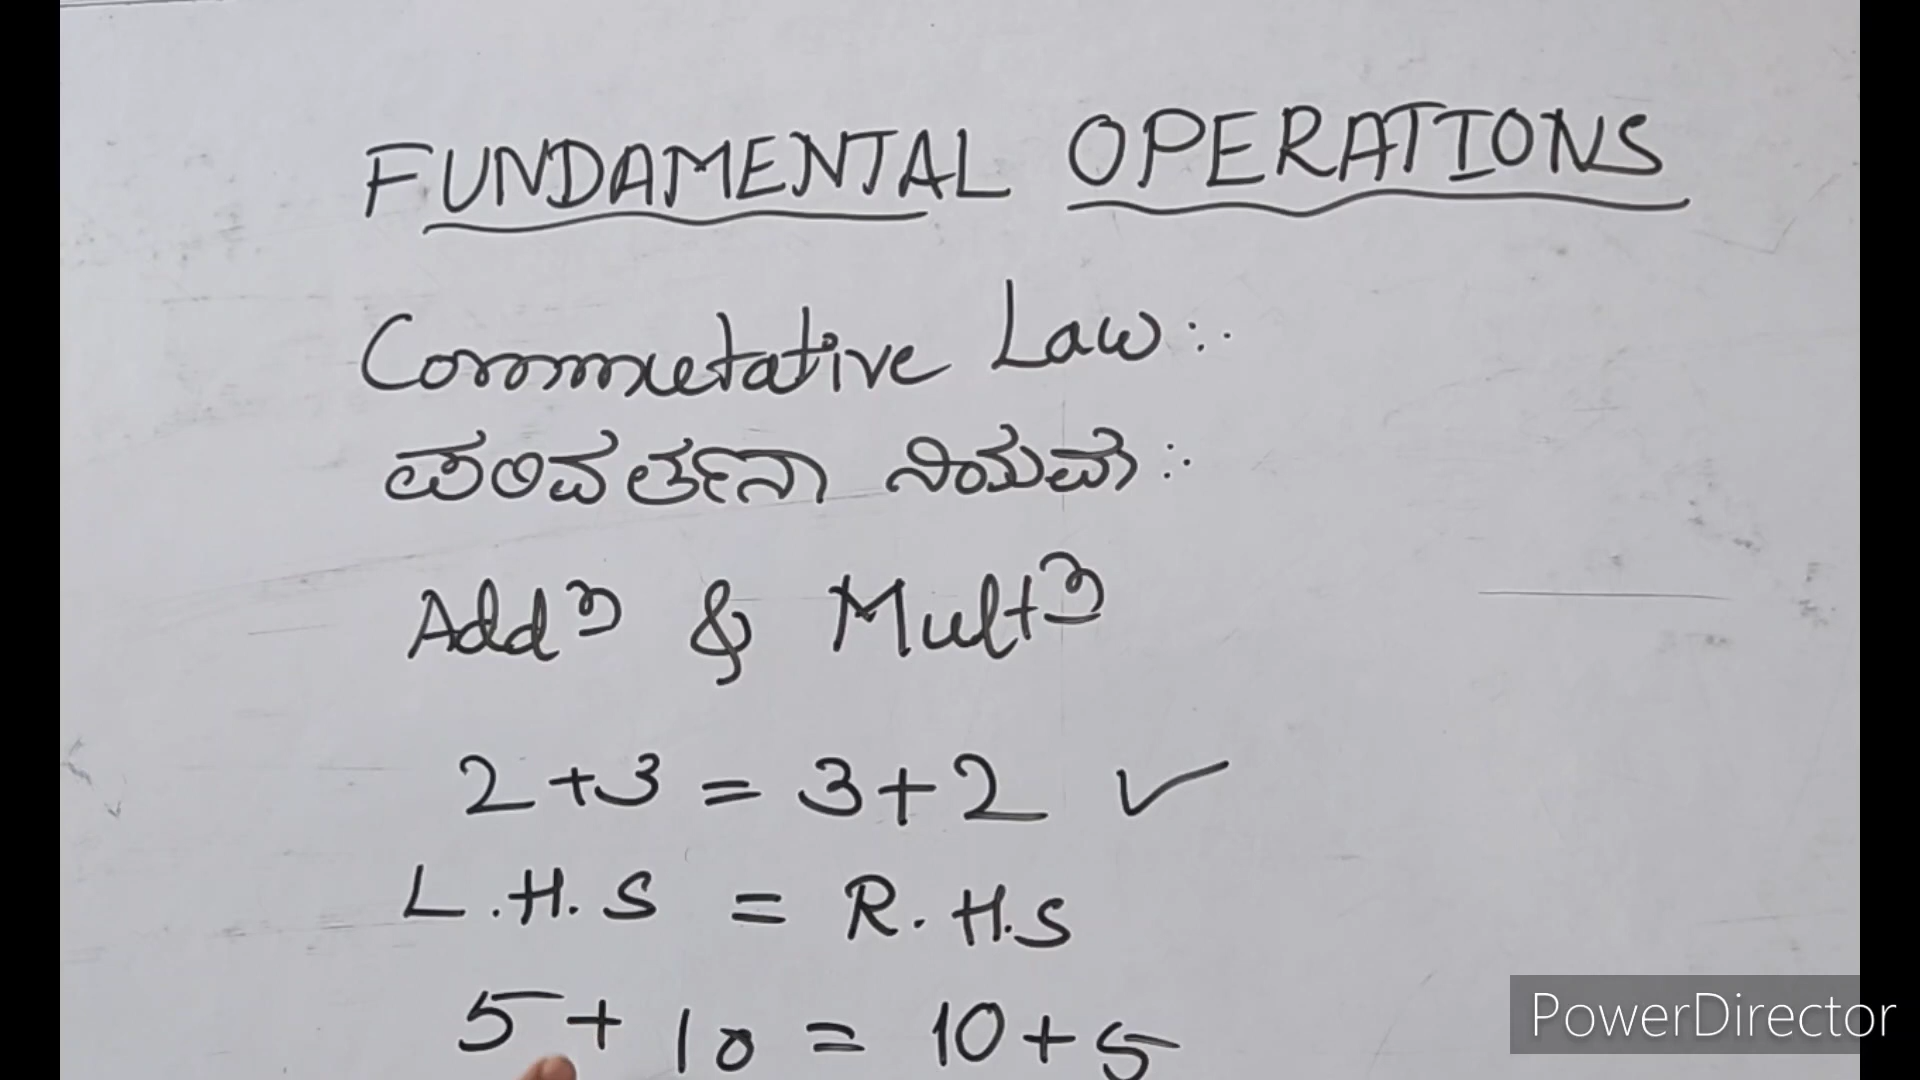 FUNDAMENTAL OPERATIONS
Commutative Law :-
ಪರಿವರ್ತನಾ ನಿಯಮ :-
Addn & Multn
2 + 3 = 3 + 2 ✓
L.H.S = R.H.S
5 + 10 = 10 + 5
PowerDirector